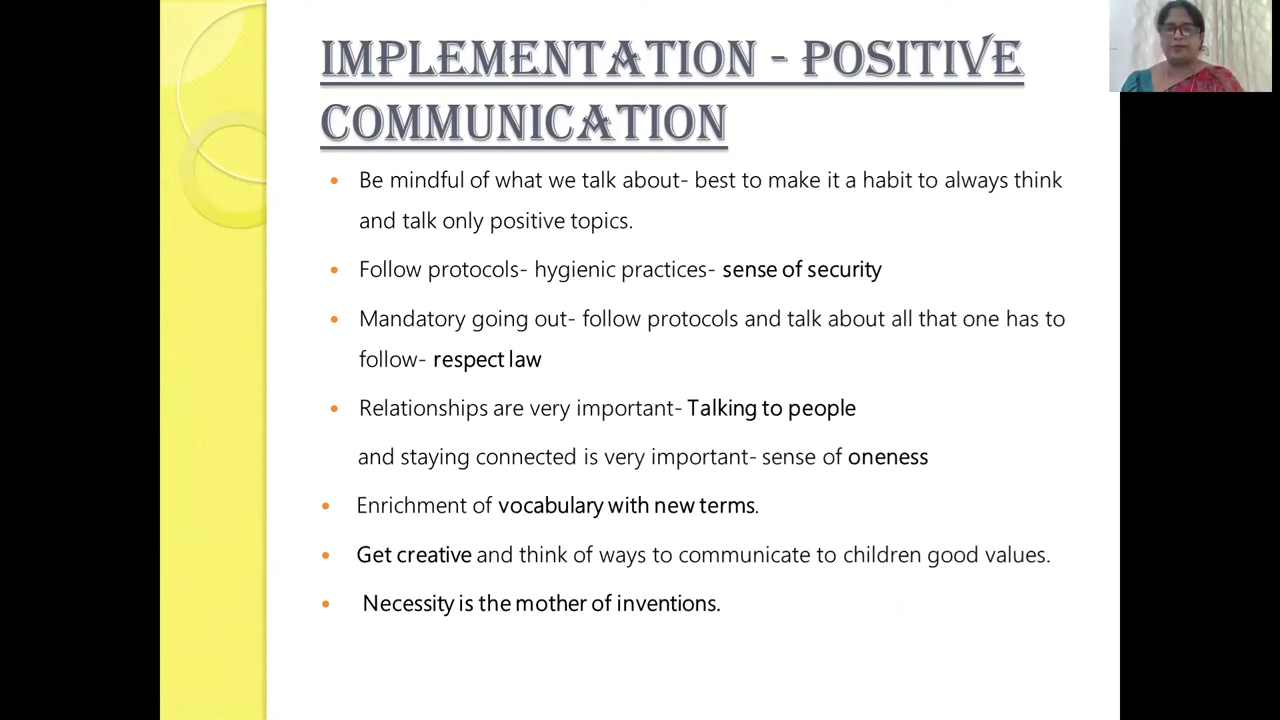 IMPLEMENTATION - POSITIVE
COMMUNICATION
• Be mindful of what we talk about- best to make it a habit to always think
and talk only positive topics.
• Follow protocols- hygienic practices- sense of security
• Mandatory going out- follow protocols and talk about all that one has to
follow- respect law
• Relationships are very important- Talking to people
and staying connected is very important- sense of oneness
• Enrichment of vocabulary with new terms.
• Get creative and think of ways to communicate to children good values.
• Necessity is the mother of inventions.